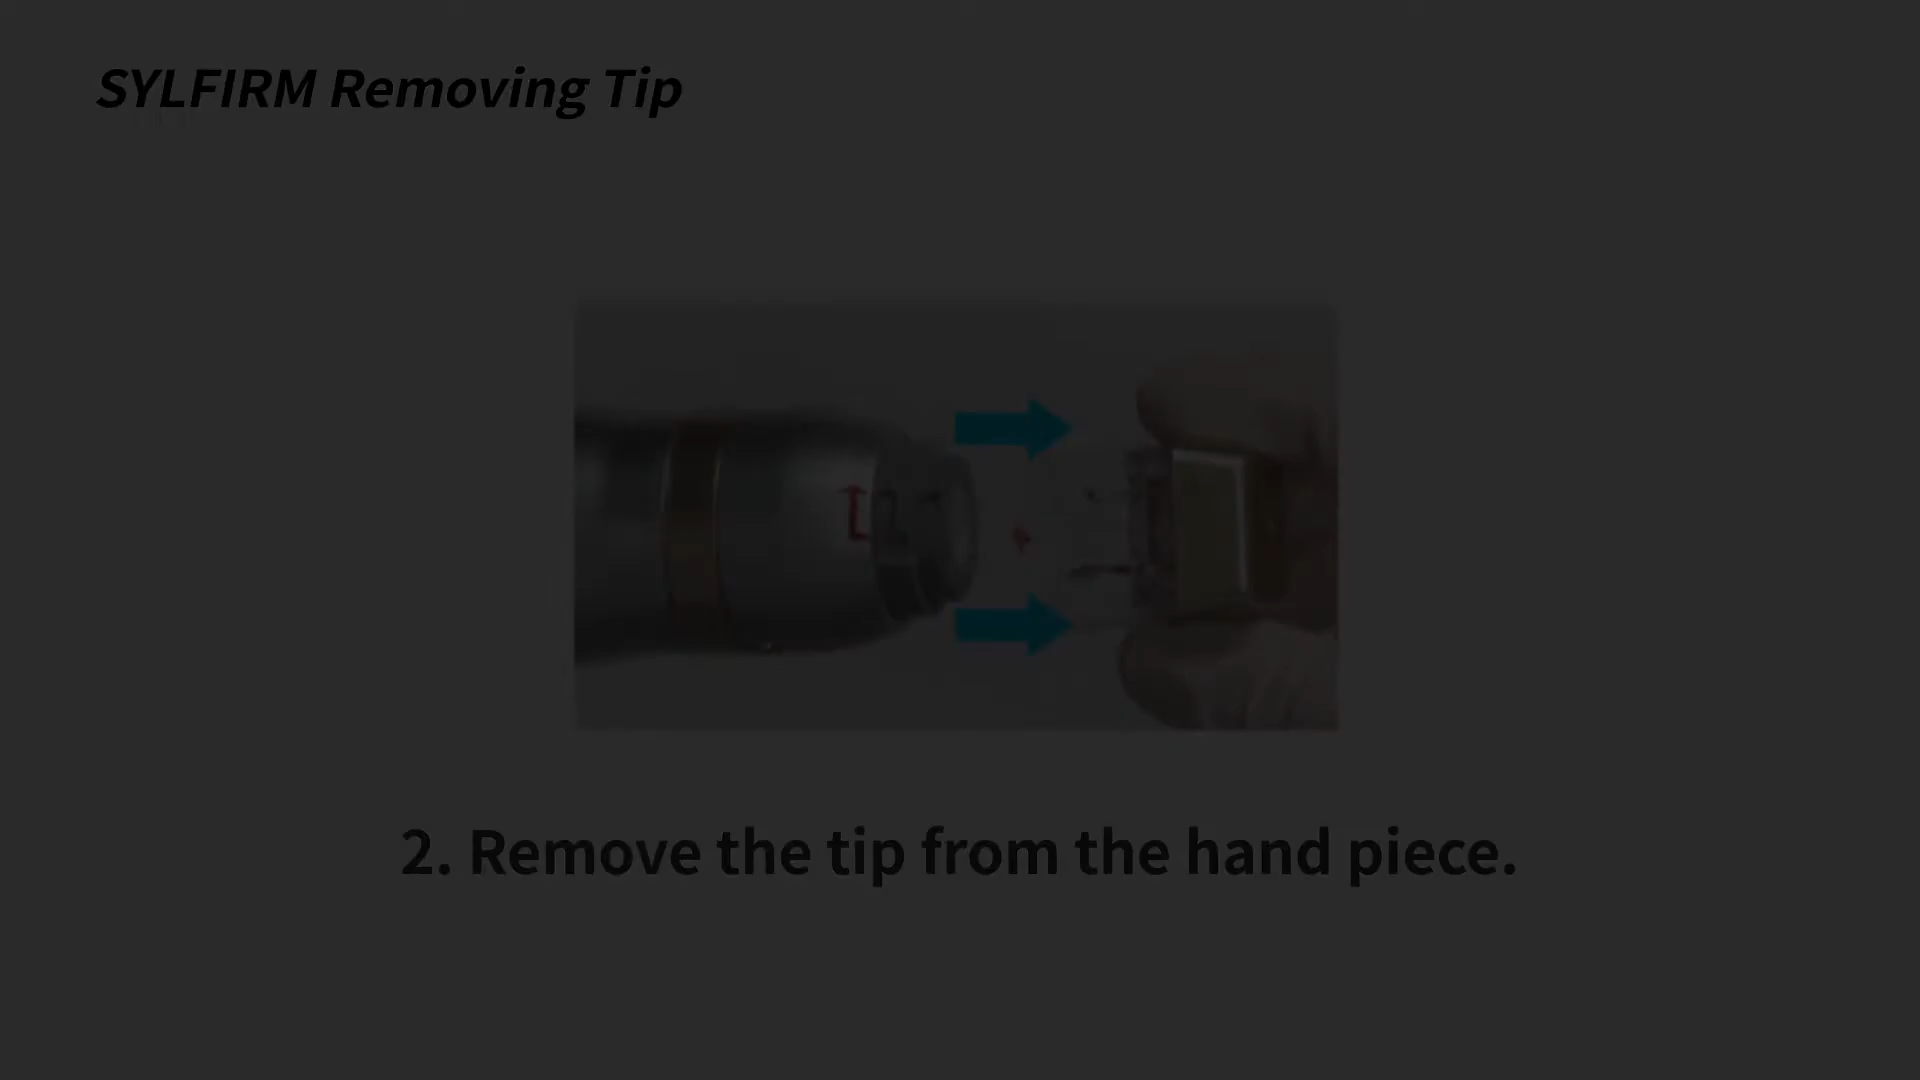 SYLFIRM Removing Tip
2. Remove the tip from the hand piece.